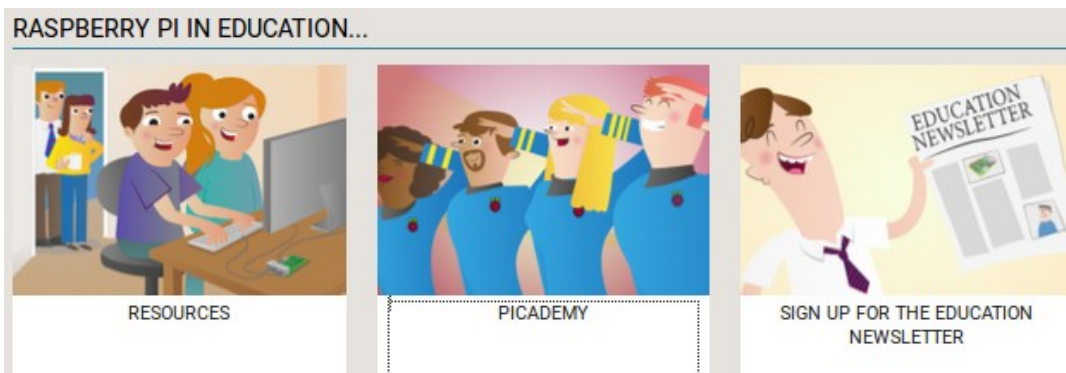 RASPBERRY PI IN EDUCATION...
EDUCATION
NEWSLETTER
RESOURCES
PICADEMY
SIGN UP FOR THE EDUCATION
NEWSLETTER